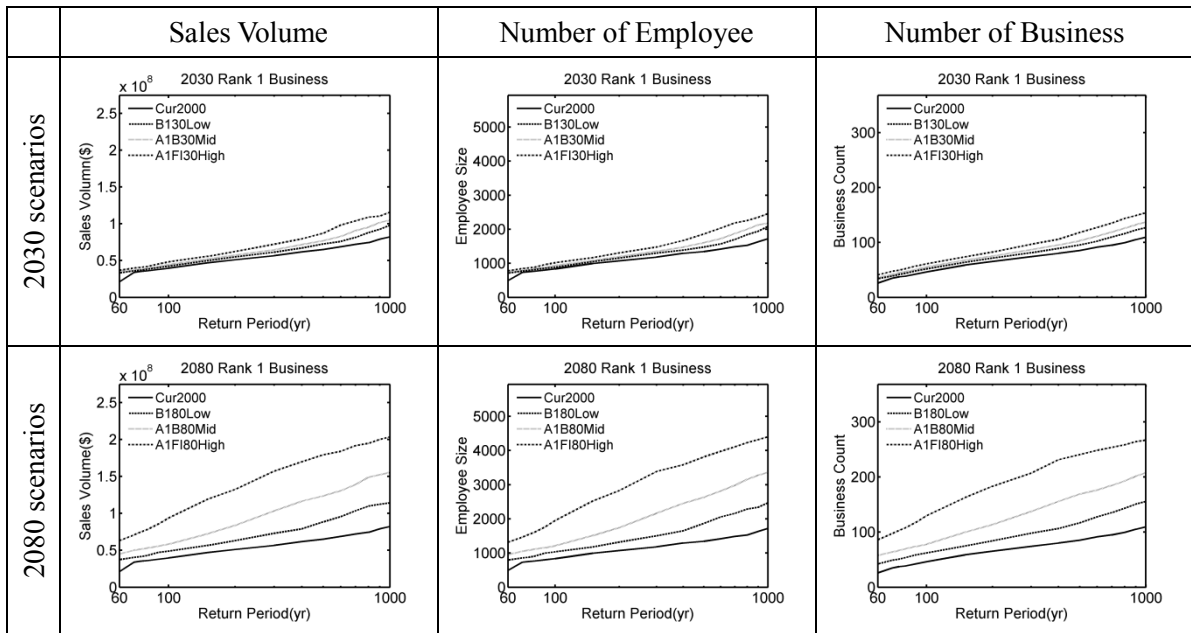 Sales Volume
Number of Employee
Number of Business
2030 scenarios
2030 Rank 1 Business
x 10^8
2.5
2
1.5
1
0.5
0
Sales Volumn($)
Cur2000
B130Low
A1B30Mid
A1FI30High
60
100
1000
Return Period(yr)
2030 Rank 1 Business
5000
4000
3000
2000
1000
0
Employee Size
Cur2000
B130Low
A1B30Mid
A1FI30High
60
100
1000
Return Period(yr)
2030 Rank 1 Business
300
200
100
0
Business Count
Cur2000
B130Low
A1B30Mid
A1FI30High
60
100
1000
Return Period(yr)
2080 scenarios
2080 Rank 1 Business
x 10^8
2.5
2
1.5
1
0.5
0
Sales Volume($)
Cur2000
B180Low
A1B80Mid
A1FI80High
60
100
1000
Return Period(yr)
2080 Rank 1 Business
5000
4000
3000
2000
1000
0
Employee Size
Cur2000
B180Low
A1B80Mid
A1FI80High
60
100
1000
Return Period(yr)
2080 Rank 1 Business
300
200
100
0
Business Count
Cur2000
B180Low
A1B80Mid
A1FI80High
60
100
1000
Return Period(yr)